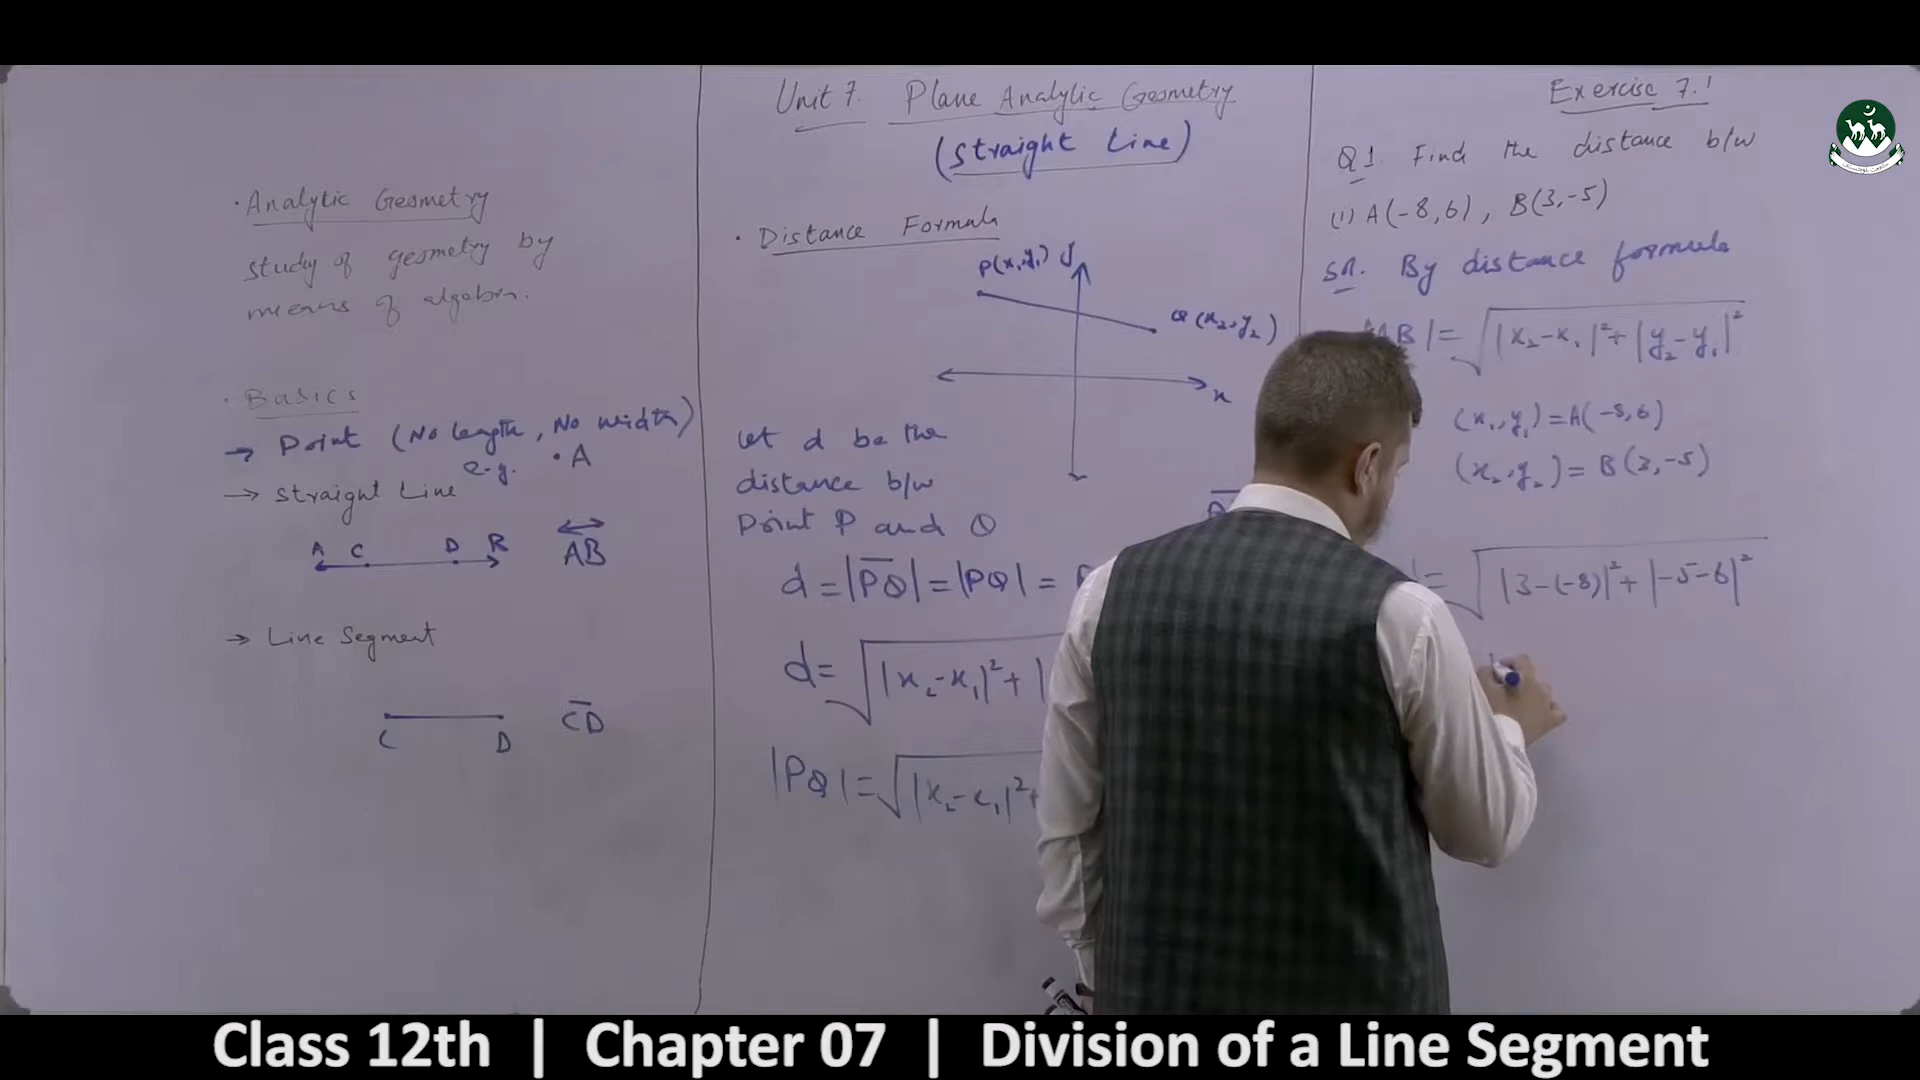 Unit 7. Plane Analytic Geometry
(Straight Line)
· Analytic Geometry
study of geometry by
means of algebra.
· Basics
→ Point (No length, No width)
e.g. · A
→ Straight Line
A C D B AB
→ Line Segment
C D CD
· Distance Formula
P(x₁,y₁) y
Q(x₂,y₂)
x
Let d be the
distance b/w
Point P and Q
d = |PQ| = |PQ| =
d = √|x₂-x₁|²+|
|PQ| = √|x₂-x₁|²+
Exercise 7.1
Q1. Find the distance b/w
(i) A(-8,6), B(3,-5)
Sol. By distance formula
AB| = √|x₂-x₁|²+|y₂-y₁|²
(x₁,y₁) = A(-8,6)
(x₂,y₂) = B(3,-5)
| = √|3-(-8)|²+|-5-6|²
Class 12th | Chapter 07 | Division of a Line Segment